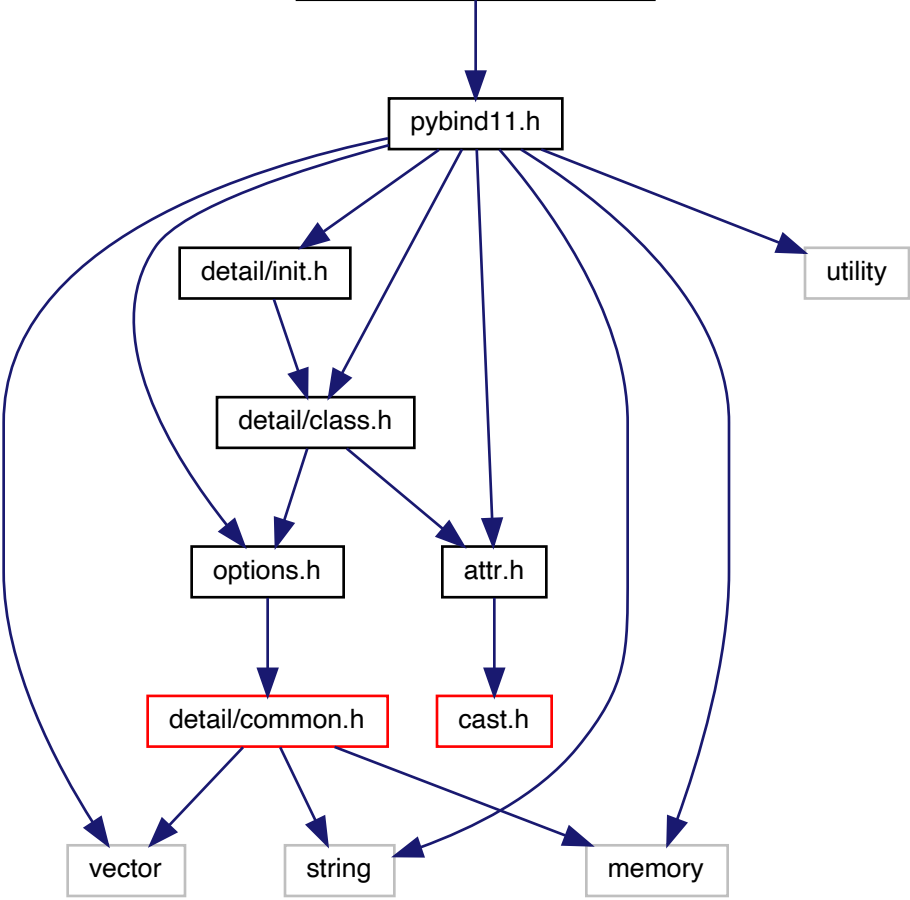 pybind11.h
detail/init.h
utility
detail/class.h
options.h
attr.h
detail/common.h
cast.h
vector
string
memory